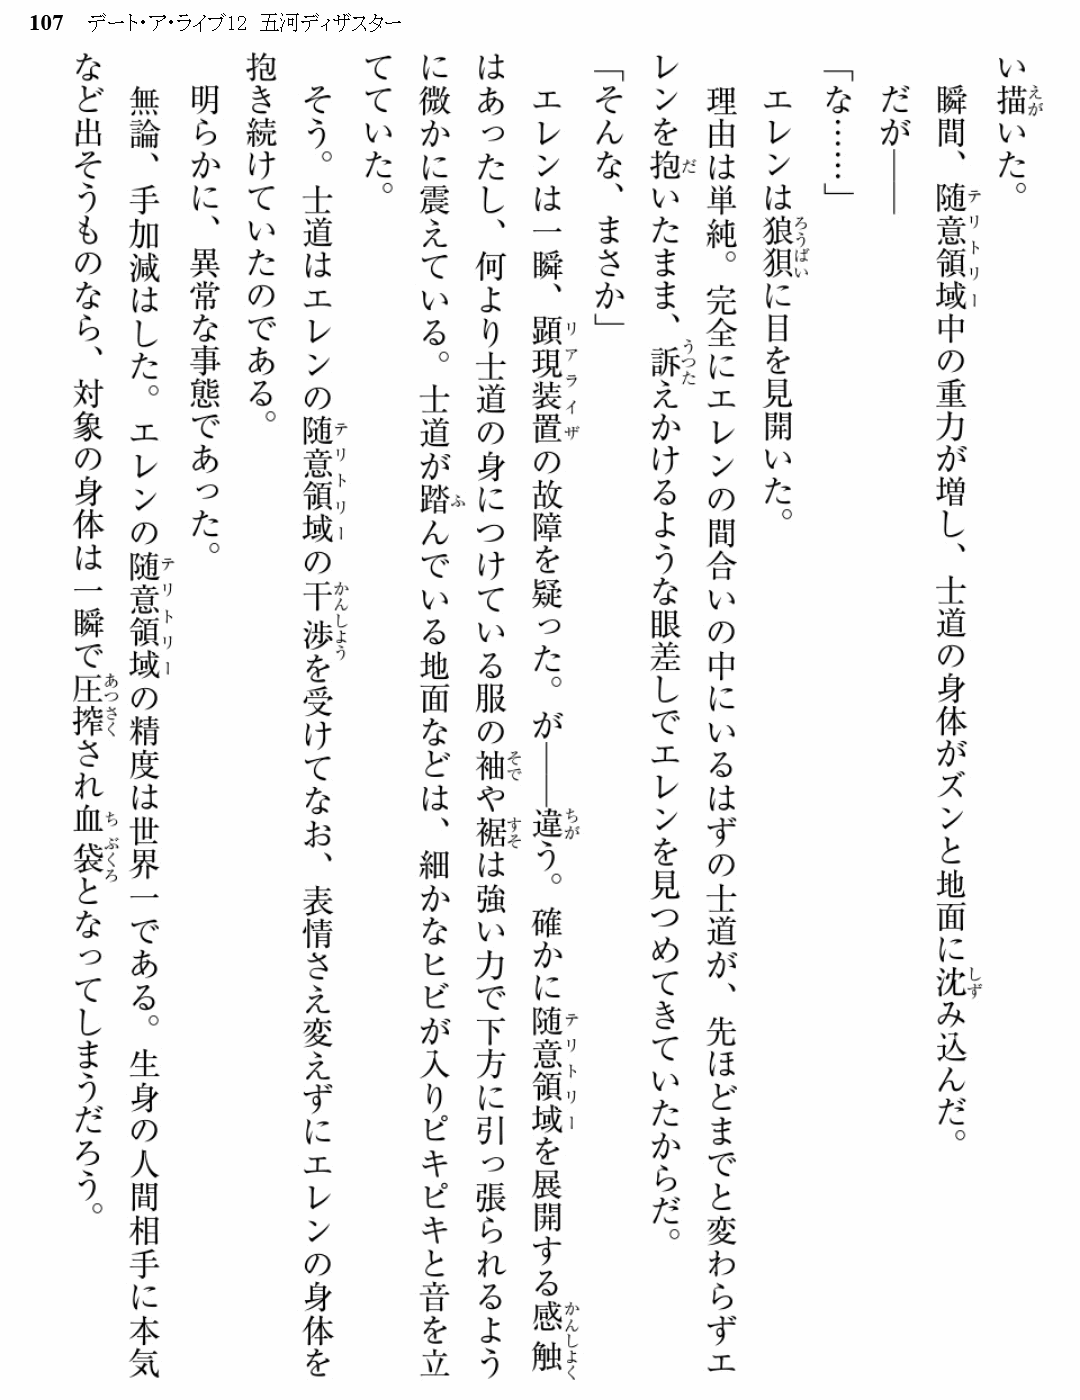 107 デート・ア・ライブ12 五河ディザスター
い描いた。
瞬間、随意領域中の重力が増し、士道の身体がズンと地面に沈み込んだ。
だが――
「な……」
エレンは狼狽に目を見開いた。
理由は単純。完全にエレンの間合いの中にいるはずの士道が、先ほどまでと変わらずエ
レンを抱いたまま、訴えかけるような眼差しでエレンを見つめてきていたからだ。
「そんな、まさか」
エレンは一瞬、顕現装置の故障を疑った。が――違う。確かに随意領域を展開する感触
はあったし、何より士道の身につけている服の袖や裾は強い力で下方に引っ張られるよう
に微かに震えている。士道が踏んでいる地面などは、細かなヒビが入りピキピキと音を立
てていた。
そう。士道はエレンの随意領域の干渉を受けてなお、表情さえ変えずにエレンの身体を
抱き続けていたのである。
明らかに、異常な事態であった。
無論、手加減はした。エレンの随意領域の精度は世界一である。生身の人間相手に本気
など出そうものなら、対象の身体は一瞬で圧搾され血袋となってしまうだろう。